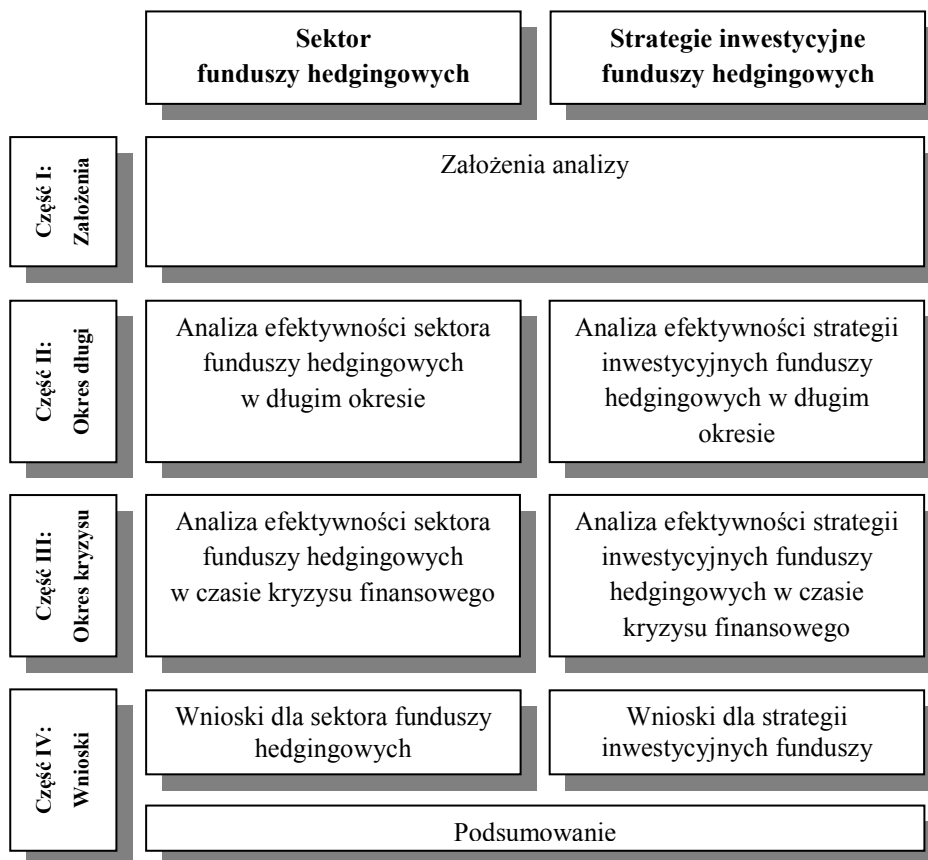 Sektor
funduszy hedgingowych
Strategie inwestycyjne
funduszy hedgingowych
Część I:
Założenia
Założenia analizy
Część II:
Okres długi
Analiza efektywności sektora
funduszy hedgingowych
w długim okresie
Analiza efektywności strategii
inwestycyjnych funduszy
hedgingowych w długim
okresie
Część III:
Okres kryzysu
Analiza efektywności sektora
funduszy hedgingowych
w czasie kryzysu finansowego
Analiza efektywności strategii
inwestycyjnych funduszy
hedgingowych w czasie
kryzysu finansowego
Część IV:
Wnioski
Wnioski dla sektora funduszy
hedgingowych
Wnioski dla strategii
inwestycyjnych funduszy
Podsumowanie